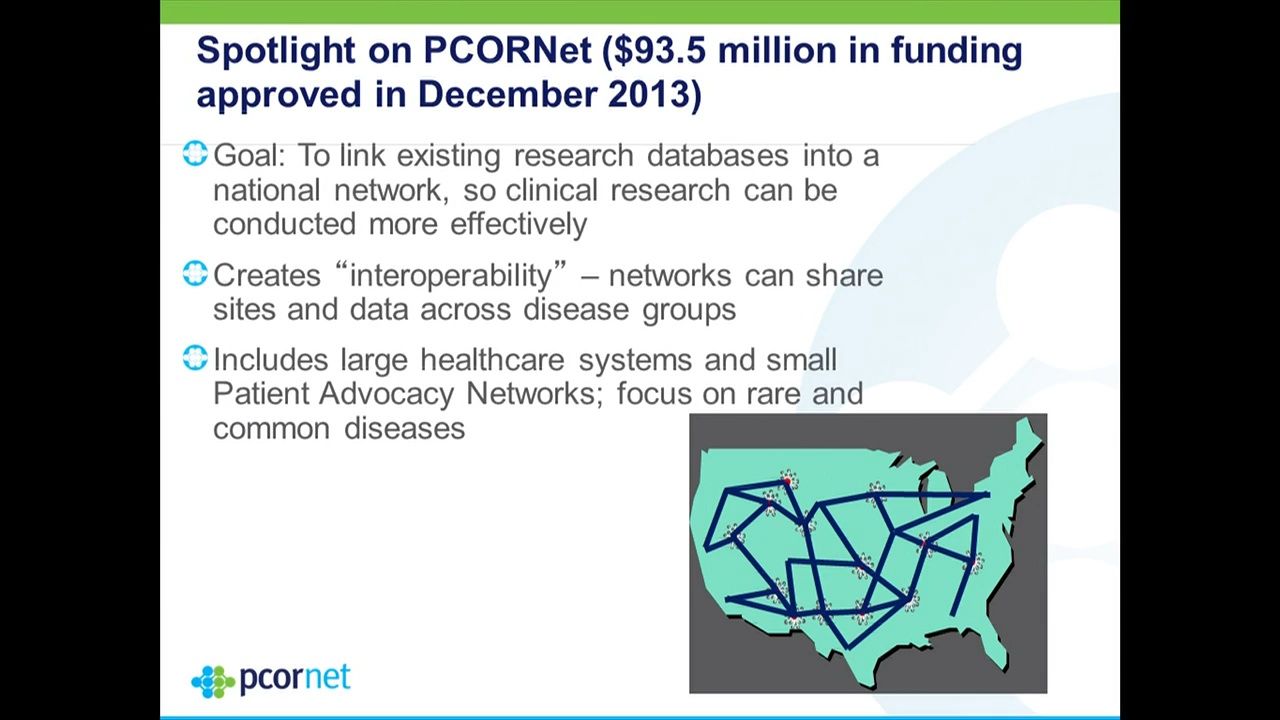 Spotlight on PCORNet ($93.5 million in funding
approved in December 2013)
Goal: To link existing research databases into a
national network, so clinical research can be
conducted more effectively
Creates “interoperability” – networks can share
sites and data across disease groups
Includes large healthcare systems and small
Patient Advocacy Networks; focus on rare and
common diseases
pcornet